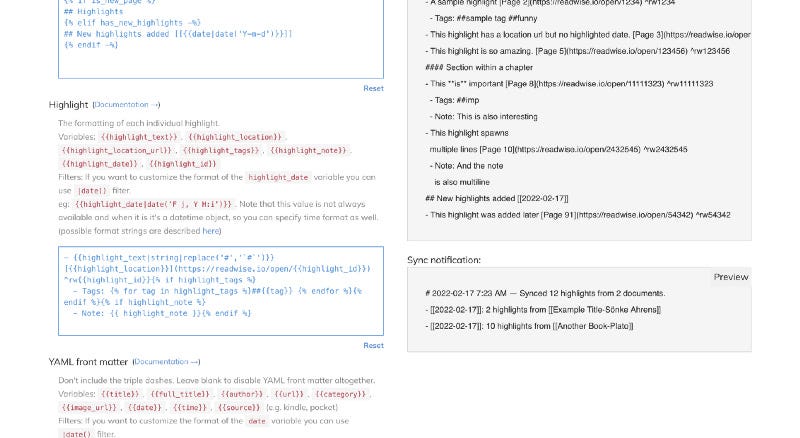 {% if is_new_page %}
## Highlights
{% elif has_new_highlights -%}
## New highlights added [[{{date|date('Y-m-d')}}]]
{% endif -%}
Reset
Highlight (Documentation →)
The formatting of each individual highlight.
Variables: {{highlight_text}} , {{highlight_location}} ,
{{highlight_location_url}} , {{highlight_tags}} , {{highlight_note}} ,
{{highlight_date}} , {{highlight_id}}
Filters: If you want to customize the format of the highlight_date variable you can
use |date() filter.
eg: {{highlight_date|date('F j, Y H:i')}} . Note that this value is not always
available and when it is it's a datetime object, so you can specify time format as well.
(possible format strings are described here)
- {{highlight_text|string|replace('#','`#`')}}
[{{highlight_location}}](https://readwise.io/open/{{highlight_id}})
^rw{{highlight_id}}{% if highlight_tags %}
- Tags: {% for tag in highlight_tags %}##{{tag}} {% endfor %}{%
endif %}{% if highlight_note %}
- Note: {{ highlight_note }}{% endif %}
Reset
YAML front matter (Documentation →)
Don't include the triple dashes. Leave blank to disable YAML front matter altogether.
Variables: {{title}} , {{full_title}} , {{author}} , {{url}} , {{category}} ,
{{image_url}} , {{date}} , {{time}} , {{source}} (e.g. kindle, pocket)
Filters: If you want to customize the format of the date variable you can use
|date() filter.
- A sample highlight [Page 2](https://readwise.io/open/1234) ^rw1234
- Tags: ##sample tag ##funny
- This highlight has a location url but no highlighted date. [Page 3](https://readwise.io/oper
- This highlight is so amazing. [Page 5](https://readwise.io/open/123456) ^rw123456
#### Section within a chapter
- This **is** important [Page 8](https://readwise.io/open/11111323) ^rw11111323
- Tags: ##imp
- Note: This is also interesting
- This highlight spawns
multiple lines [Page 10](https://readwise.io/open/2432545) ^rw2432545
- Note: And the note
is also multiline
## New highlights added [[2022-02-17]]
- This highlight was added later [Page 91](https://readwise.io/open/54342) ^rw54342
Sync notification:
Preview
# 2022-02-17 7:23 AM — Synced 12 highlights from 2 documents.
- [[2022-02-17]]: 2 highlights from [[Example Title-Sönke Ahrens]]
- [[2022-02-17]]: 10 highlights from [[Another Book-Plato]]